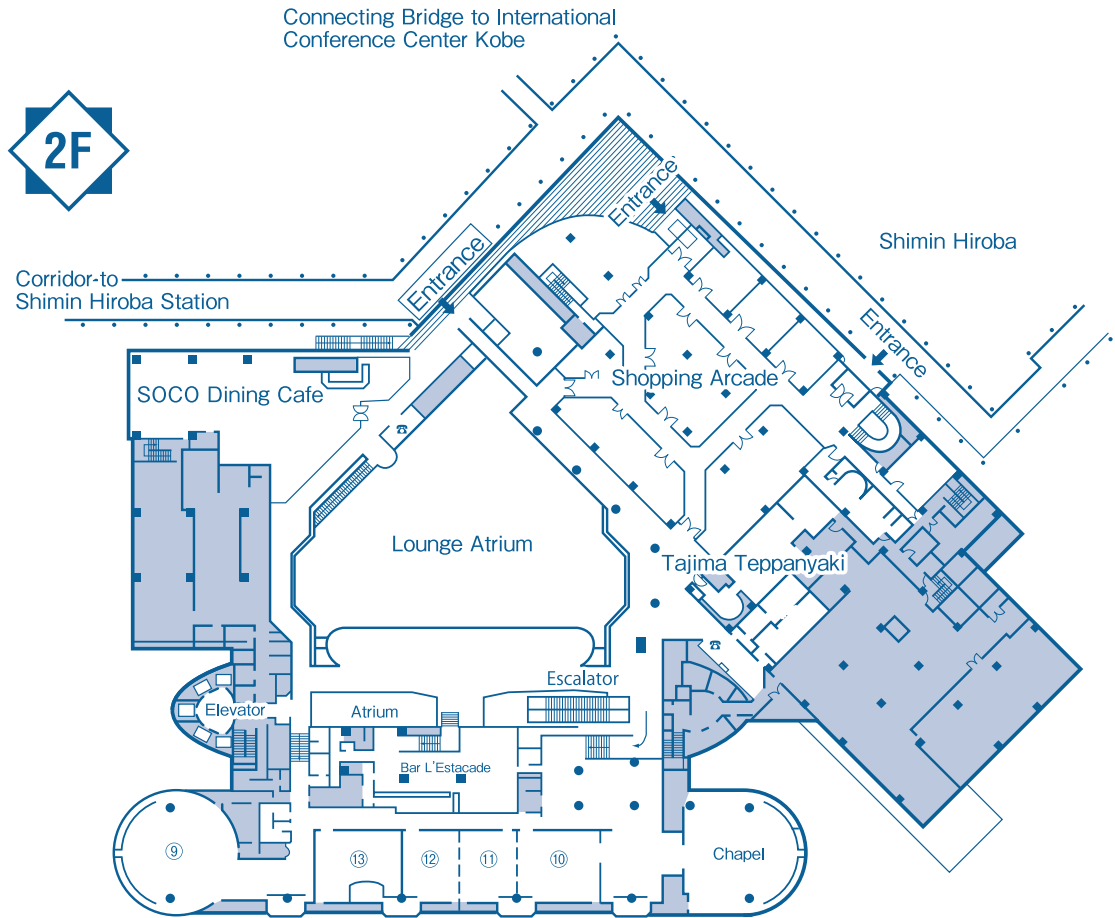 Connecting Bridge to International
Conference Center Kobe
2F
Entrance
Shimin Hiroba
Entrance
Corridor-to
Shimin Hiroba Station
Entrance
Shopping Arcade
SOCO Dining Cafe
Lounge Atrium
Tajima Teppanyaki
Escalator
Elevator
Atrium
Bar L'Estacade
⑨
⑬
⑫
⑪
⑩
Chapel